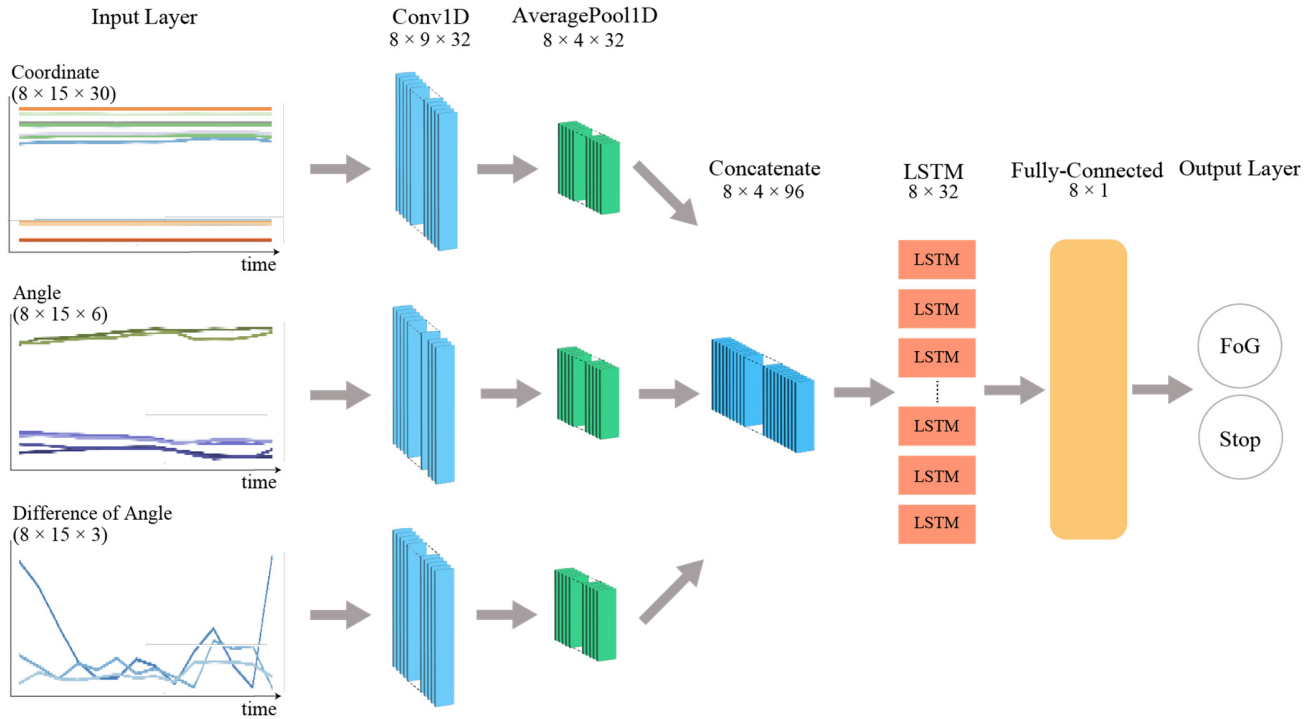 Input Layer
Conv1D
8 × 9 × 32
AveragePool1D
8 × 4 × 32
Coordinate
(8 × 15 × 30)
time
Angle
(8 × 15 × 6)
time
Difference of Angle
(8 × 15 × 3)
time
Concatenate
8 × 4 × 96
LSTM
8 × 32
LSTM
LSTM
LSTM
LSTM
LSTM
LSTM
Fully-Connected
8 × 1
Output Layer
FoG
Stop